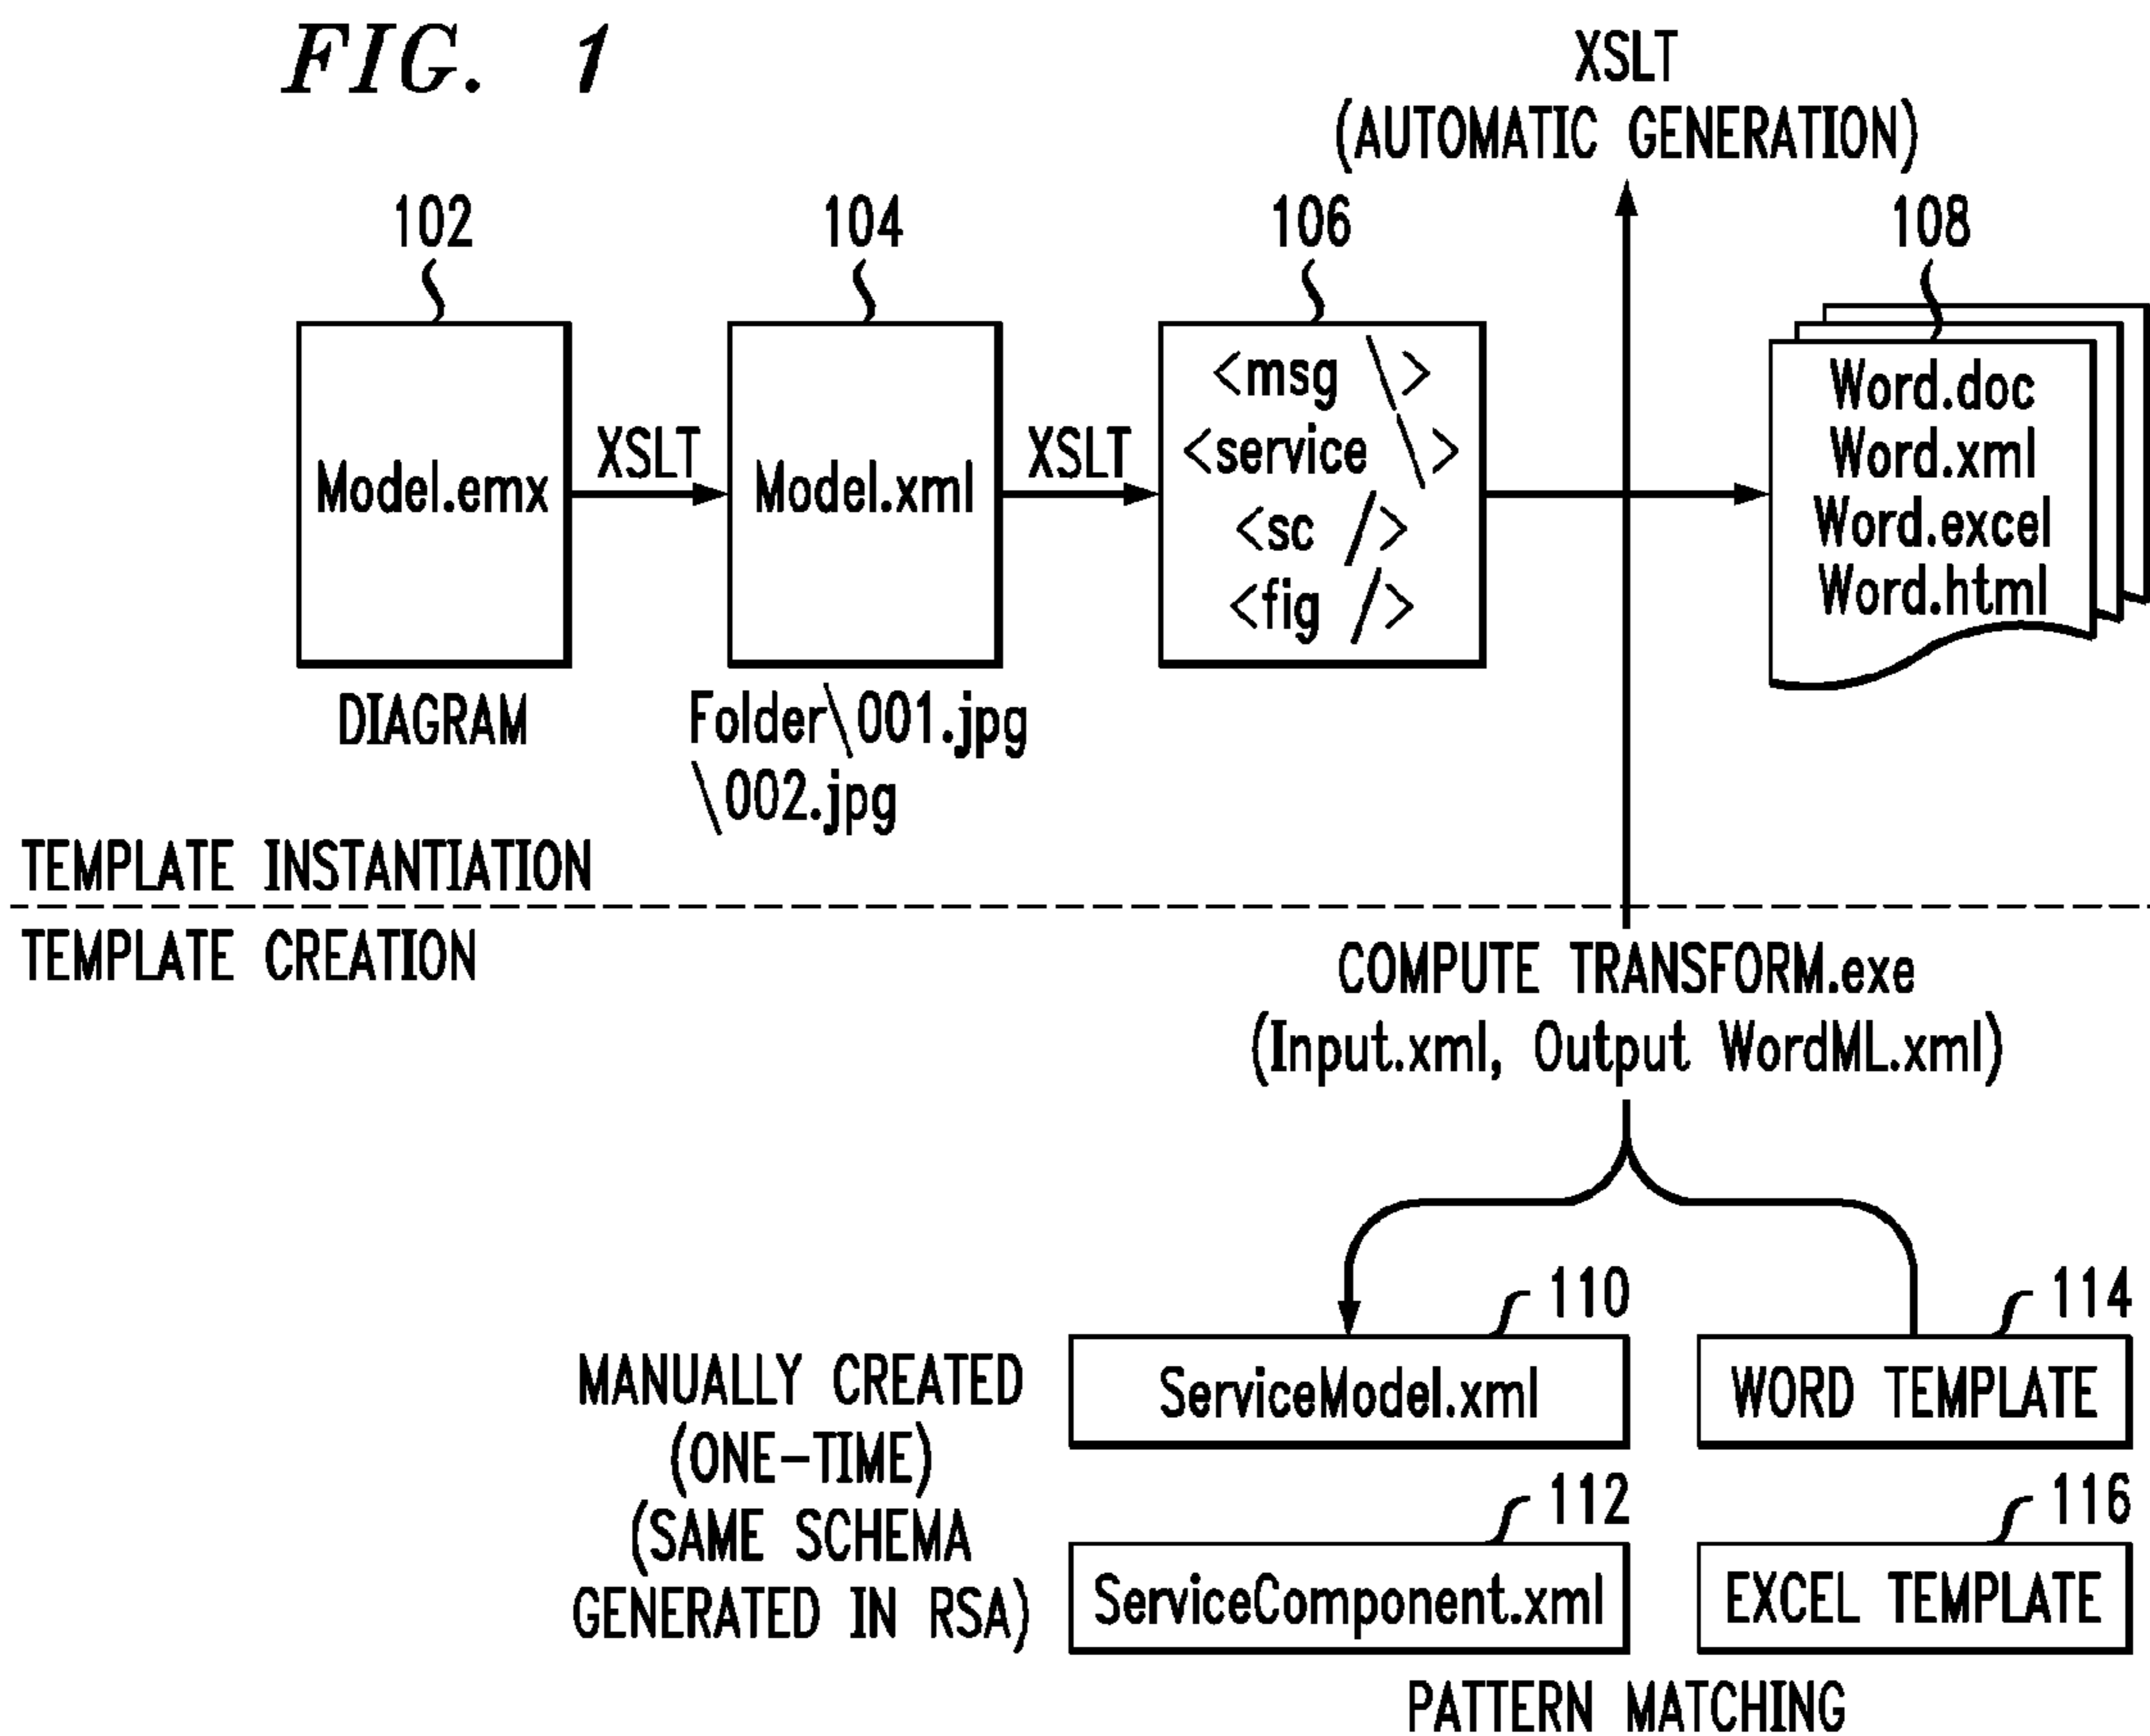 FIG. 1
XSLT
(AUTOMATIC GENERATION)
102
104
106
108
Model.emx
XSLT
Model.xml
XSLT
<msg \>
<service \>
<sc />
<fig />
Word.doc
Word.xml
Word.excel
Word.html
DIAGRAM
Folder\001.jpg
\002.jpg
TEMPLATE INSTANTIATION
TEMPLATE CREATION
COMPUTE TRANSFORM.exe
(Input.xml, Output WordML.xml)
110
114
MANUALLY CREATED
(ONE-TIME)
(SAME SCHEMA
GENERATED IN RSA)
ServiceModel.xml
WORD TEMPLATE
112
116
ServiceComponent.xml
EXCEL TEMPLATE
PATTERN MATCHING